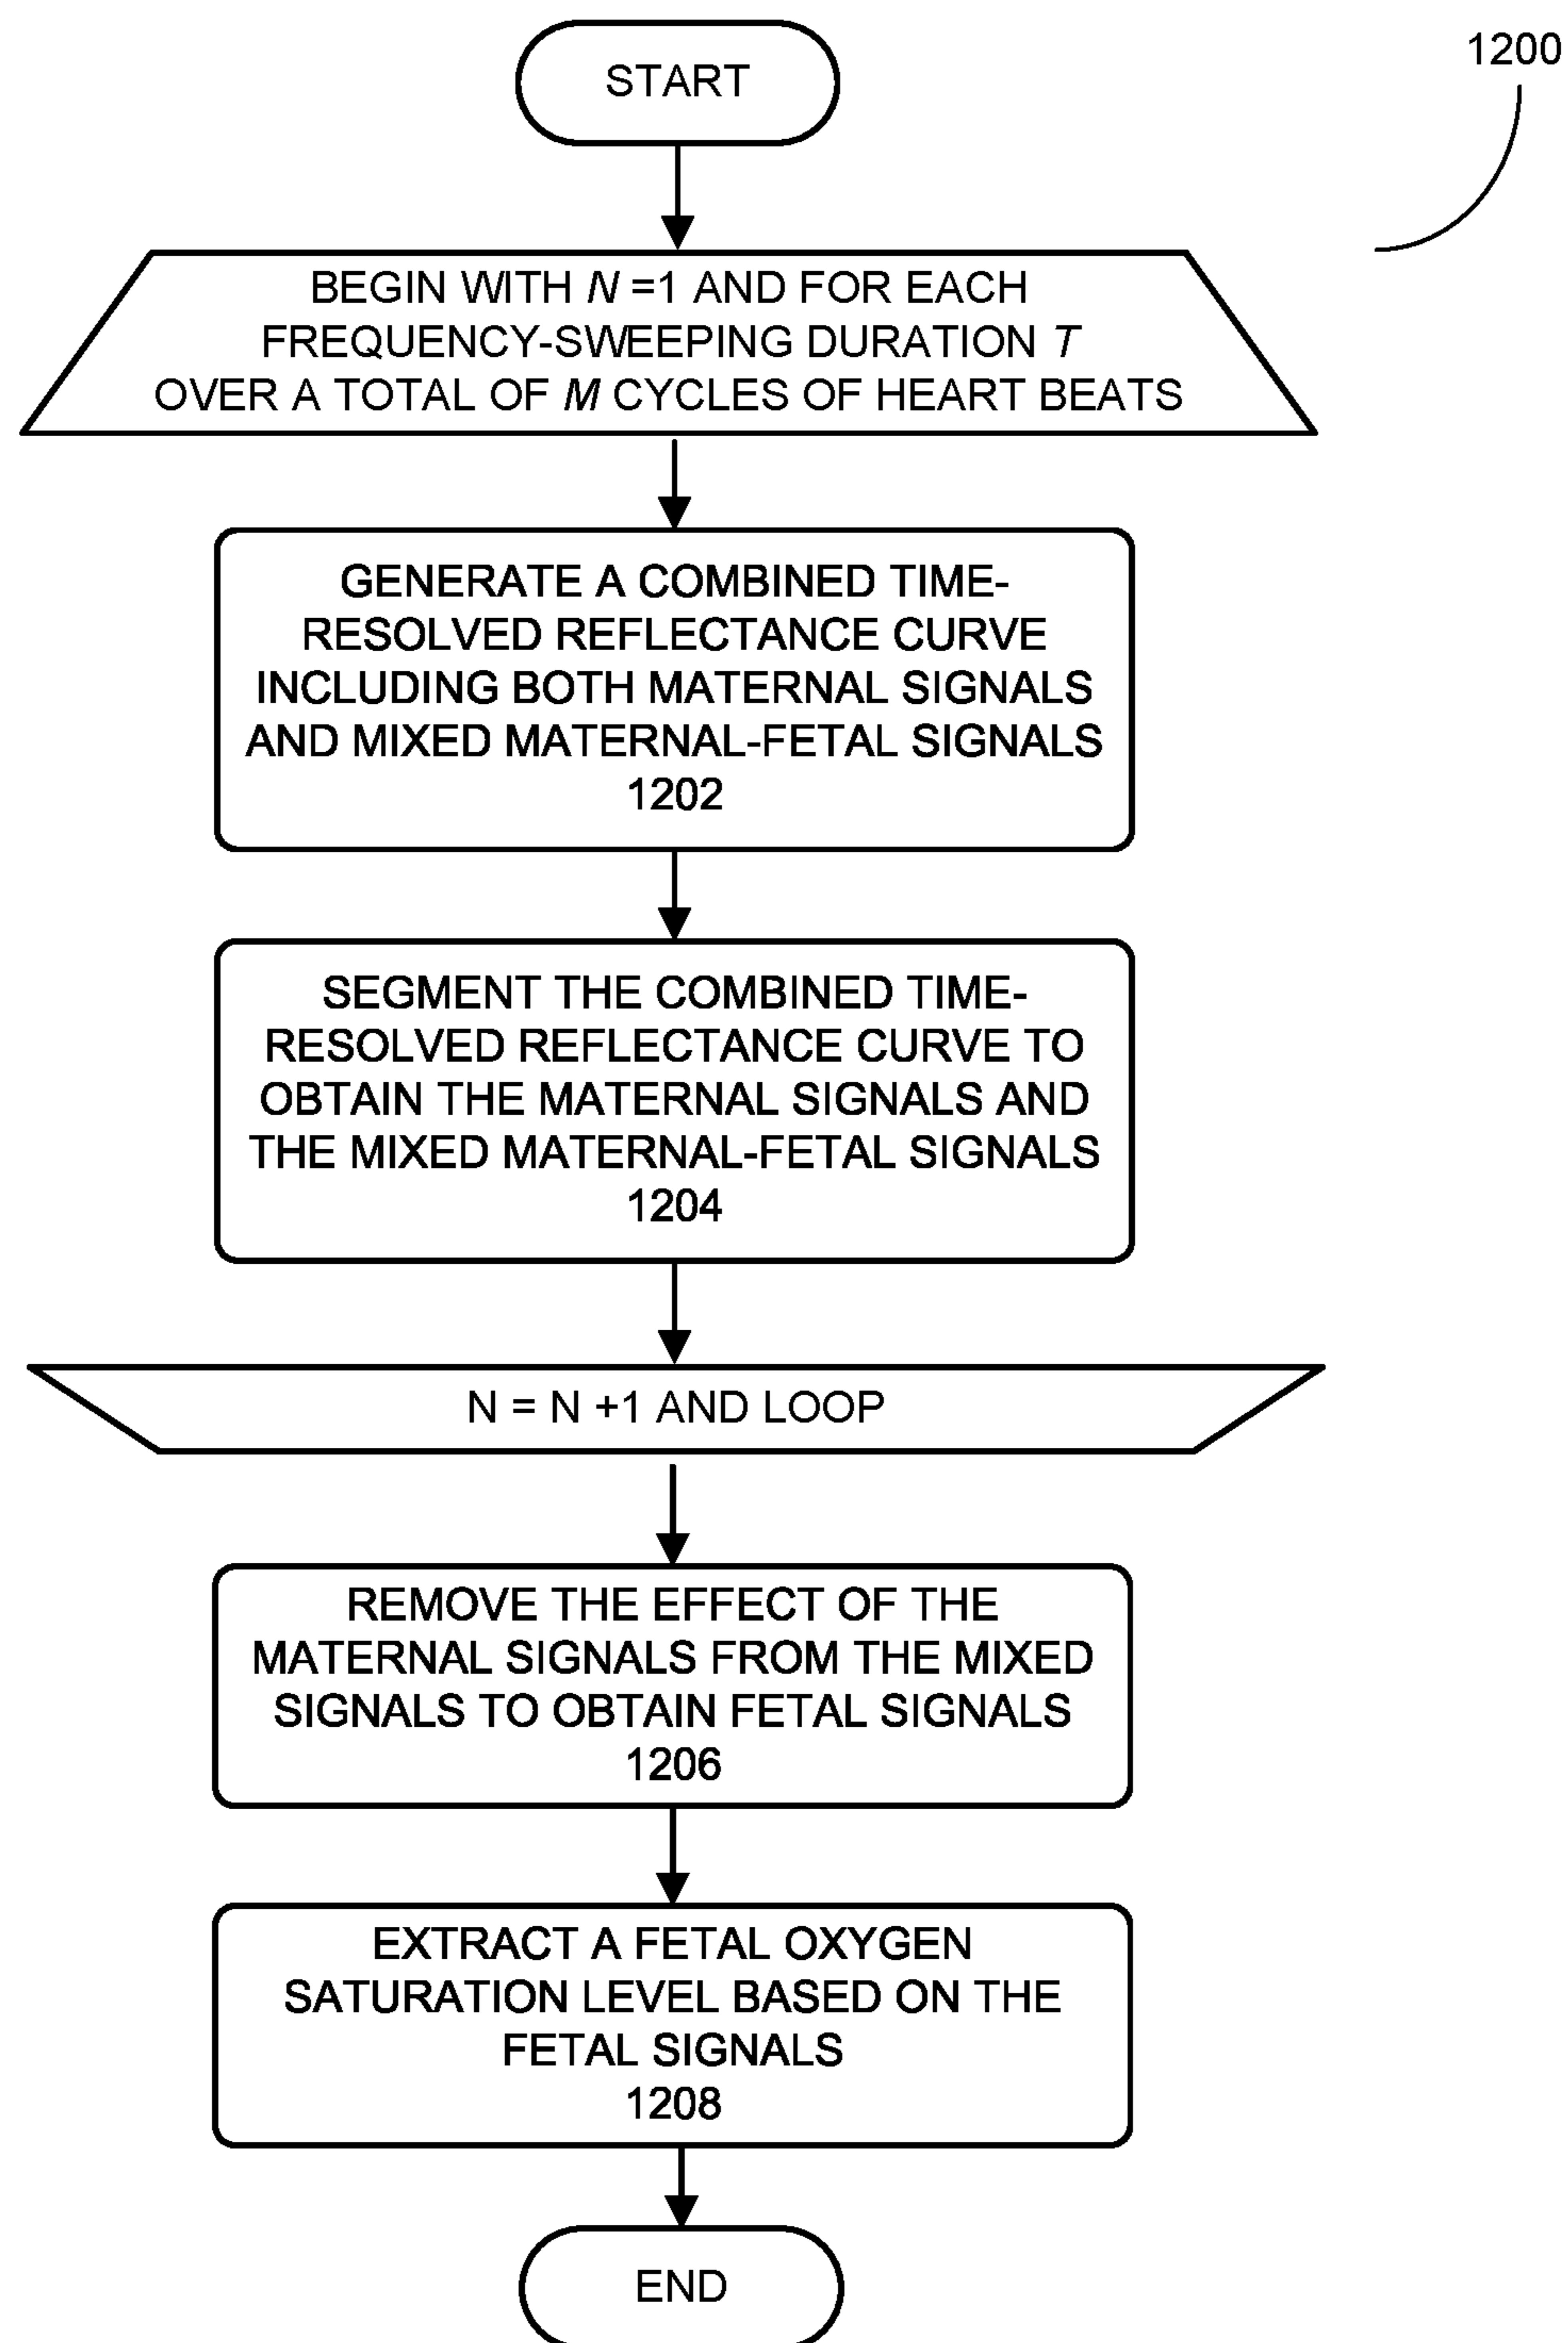 1200
START
BEGIN WITH N =1 AND FOR EACH
FREQUENCY-SWEEPING DURATION T
OVER A TOTAL OF M CYCLES OF HEART BEATS
GENERATE A COMBINED TIME-
RESOLVED REFLECTANCE CURVE
INCLUDING BOTH MATERNAL SIGNALS
AND MIXED MATERNAL-FETAL SIGNALS
1202
SEGMENT THE COMBINED TIME-
RESOLVED REFLECTANCE CURVE TO
OBTAIN THE MATERNAL SIGNALS AND
THE MIXED MATERNAL-FETAL SIGNALS
1204
N = N +1 AND LOOP
REMOVE THE EFFECT OF THE
MATERNAL SIGNALS FROM THE MIXED
SIGNALS TO OBTAIN FETAL SIGNALS
1206
EXTRACT A FETAL OXYGEN
SATURATION LEVEL BASED ON THE
FETAL SIGNALS
1208
END